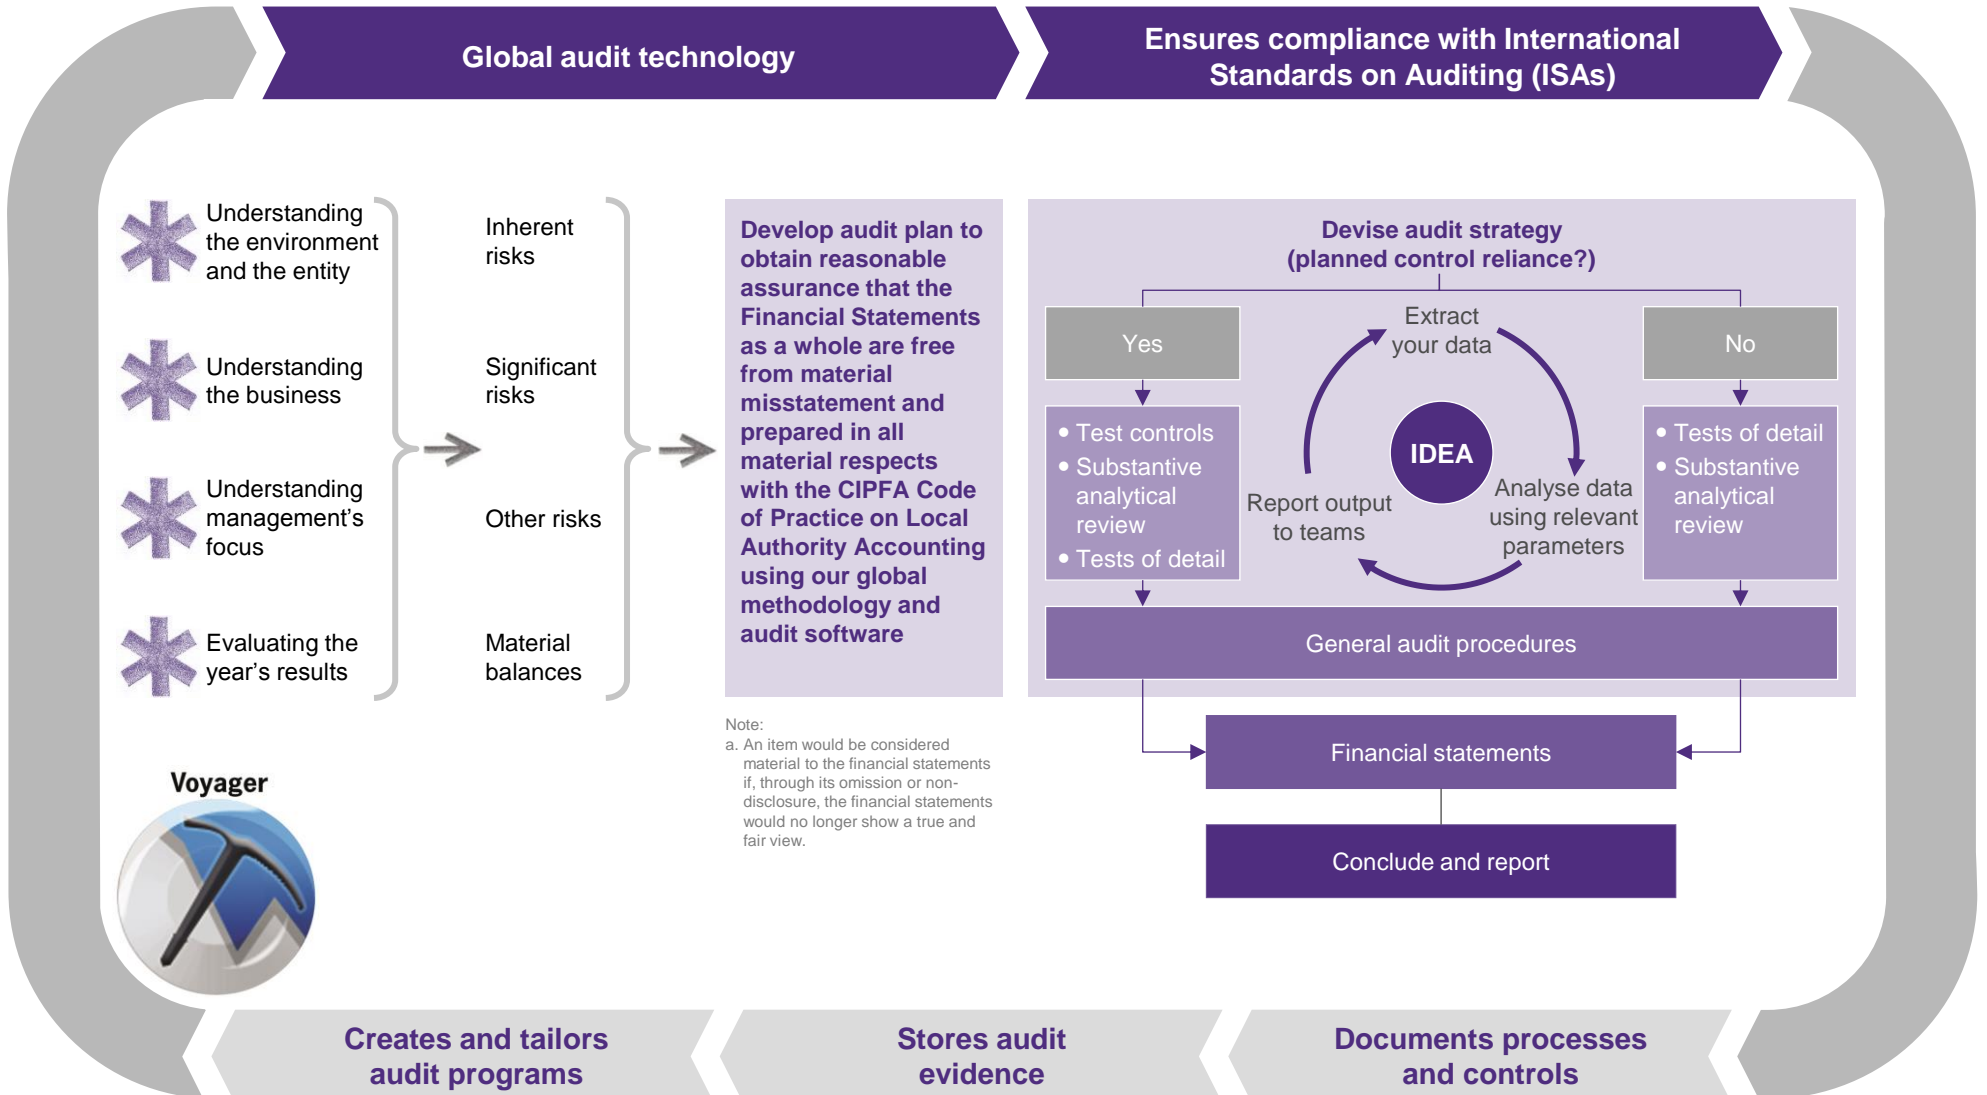 Global audit technology
Ensures compliance with International
Standards on Auditing (ISAs)
Understanding
the environment
and the entity
Understanding
the business
Understanding
management’s
focus
Evaluating the
year’s results
Inherent
risks
Significant
risks
Other risks
Material
balances
Develop audit plan to
obtain reasonable
assurance that the
Financial Statements
as a whole are free
from material
misstatement and
prepared in all
material respects
with the CIPFA Code
of Practice on Local
Authority Accounting
using our global
methodology and
audit software
Note:
a. An item would be considered
material to the financial statements
if, through its omission or non-
disclosure, the financial statements
would no longer show a true and
fair view.
Devise audit strategy
(planned control reliance?)
Yes
• Test controls
• Substantive
analytical
review
• Tests of detail
Extract
your data
IDEA
Analyse data
using relevant
parameters
Report output
to teams
No
• Tests of detail
• Substantive
analytical
review
General audit procedures
Financial statements
Conclude and report
Voyager
Creates and tailors
audit programs
Stores audit
evidence
Documents processes
and controls